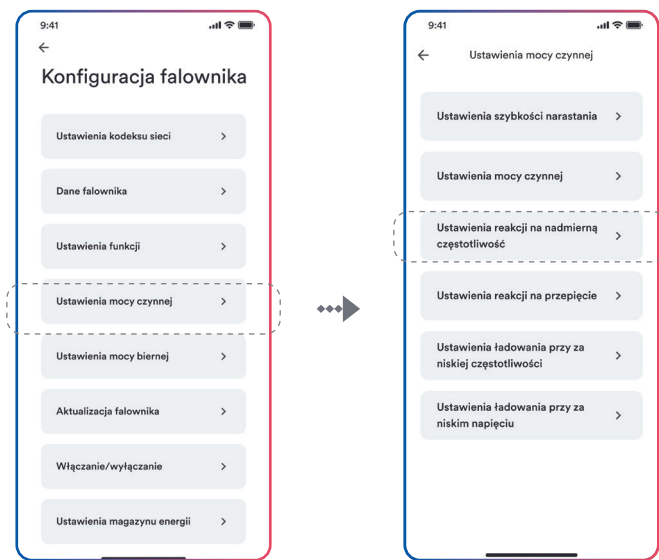 9:41
Konfiguracja falownika
Ustawienia kodeksu sieci
Dane falownika
Ustawienia funkcji
Ustawienia mocy czynnej
Ustawienia mocy biernej
Aktualizacja falownika
Włączanie/wyłączanie
Ustawienia magazynu energii
9:41
Ustawienia mocy czynnej
Ustawienia szybkości narastania
Ustawienia mocy czynnej
Ustawienia reakcji na nadmierną
częstotliwość
Ustawienia reakcji na przepięcie
Ustawienia ładowania przy za
niskiej częstotliwości
Ustawienia ładowania przy za
niskim napięciu